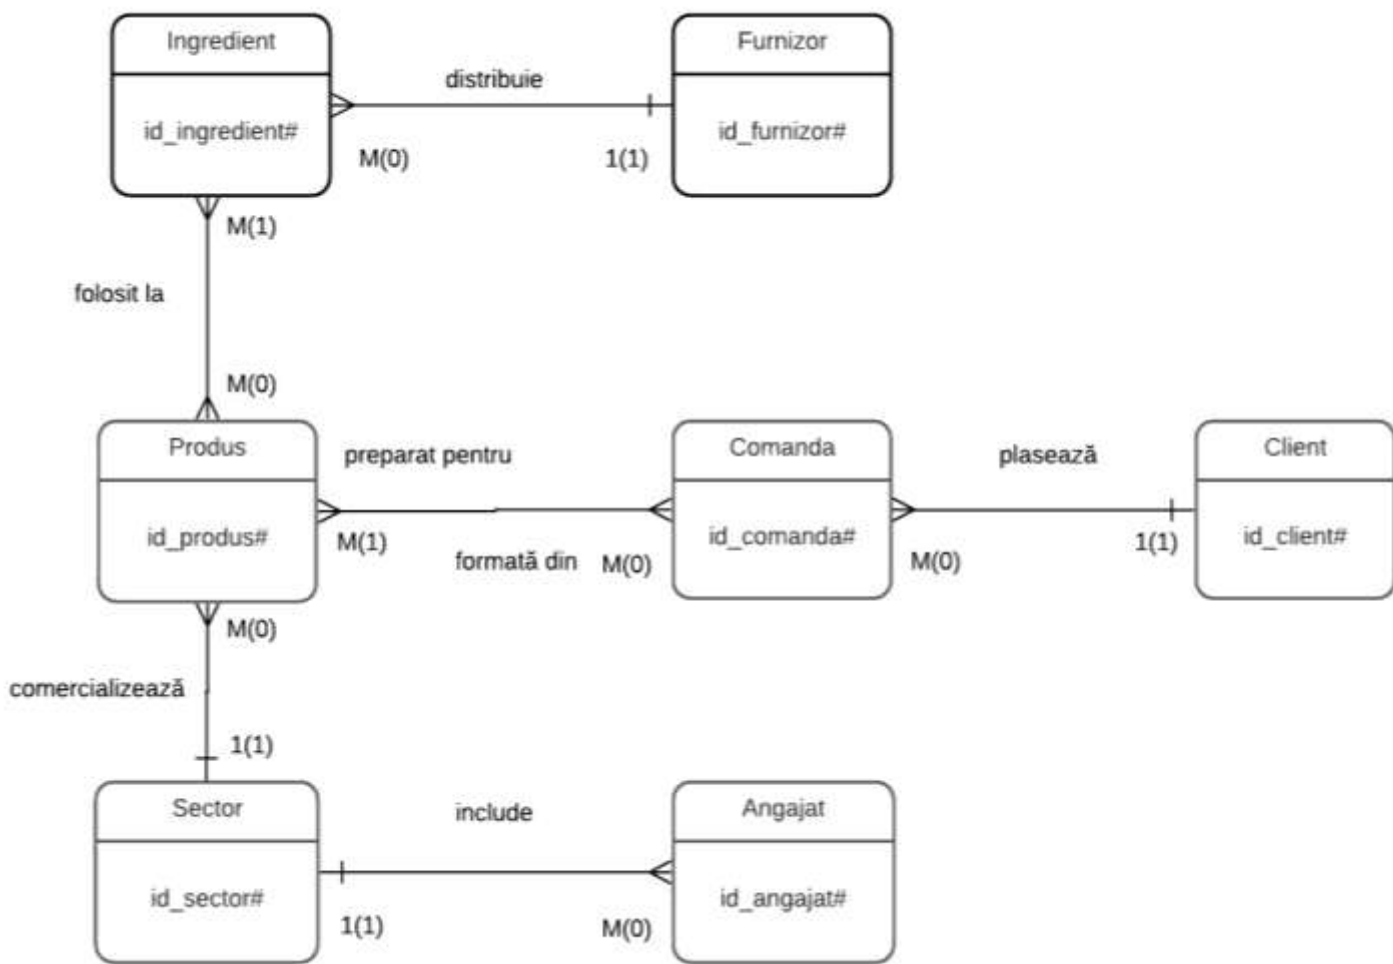 Ingredient
Furnizor
distribuie
id_ingredient#
id_furnizor#
M(0)
1(1)
M(1)
folosit la
M(0)
Produs
preparat pentru
Comanda
plasează
Client
id_produs#
id_comanda#
id_client#
M(1)
formată din
M(0)
M(0)
1(1)
M(0)
comercializează
1(1)
Sector
include
Angajat
id_sector#
id_angajat#
1(1)
M(0)